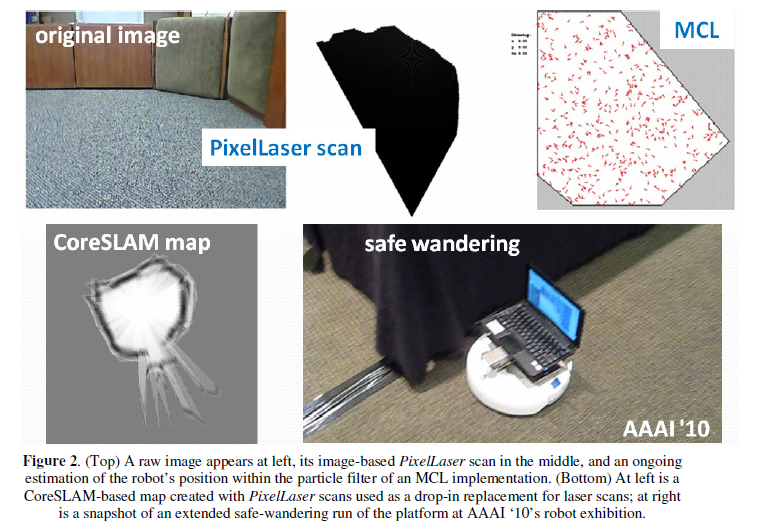 original image
MCL
PixelLaser scan
CoreSLAM map
safe wandering
AAAI '10
Figure 2. (Top) A raw image appears at left, its image-based PixelLaser scan in the middle, and an ongoing
estimation of the robot’s position within the particle filter of an MCL implementation. (Bottom) At left is a
CoreSLAM-based map created with PixelLaser scans used as a drop-in replacement for laser scans; at right
is a snapshot of an extended safe-wandering run of the platform at AAAI ‘10’s robot exhibition.